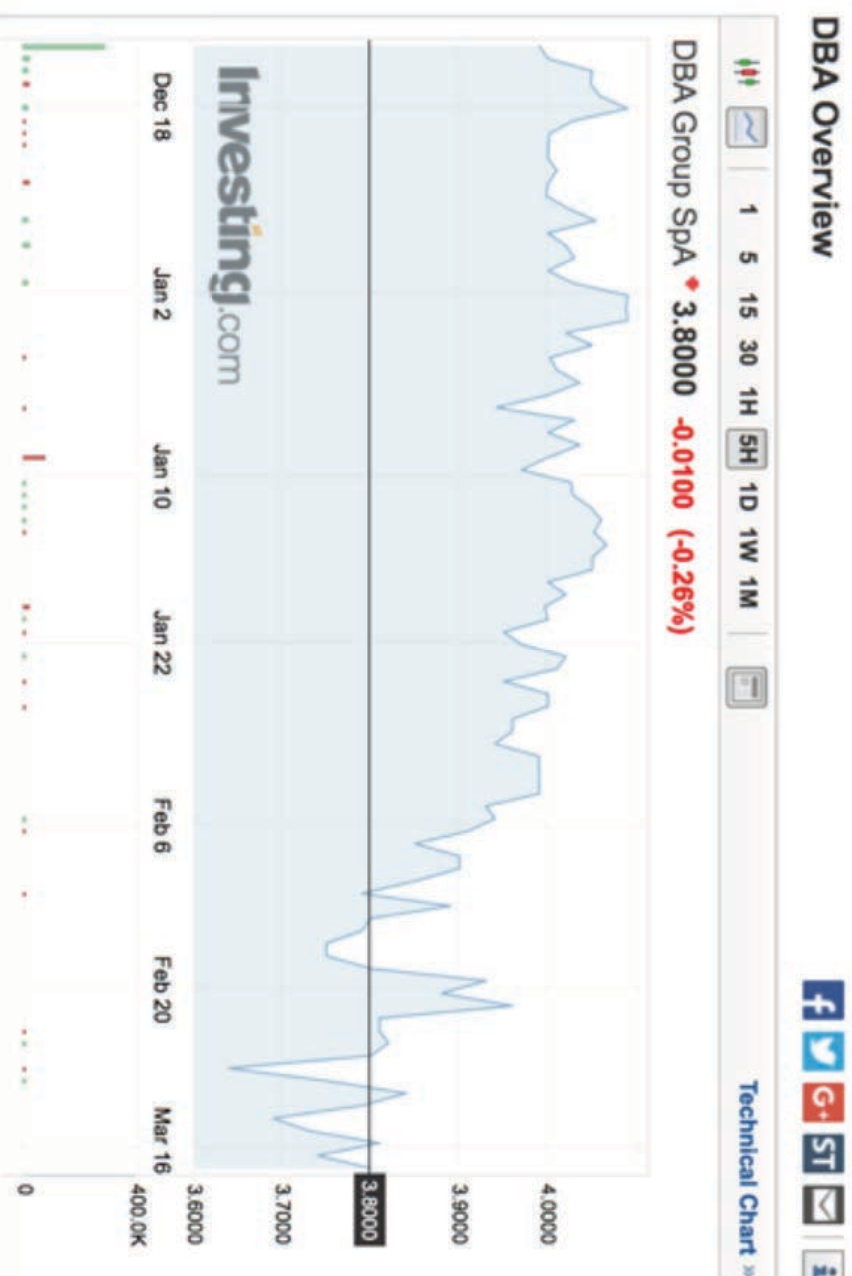 DBA Overview
f G+ ST i
1 5 15 30 1H 5H 1D 1W 1M
Technical Chart »
DBA Group SpA 3.8000 -0.0100 (-0.26%)
4.0000
3.9000
3.8000
3.7000
3.6000
Investing.com
Dec 18 Jan 2 Jan 10 Jan 22 Feb 6 Feb 20 Mar 16
400.0K
0